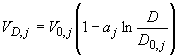 V_{D,j} = V_{0,j} \left( 1 - a_j \ln \frac{D}{D_{0,j}} \right)